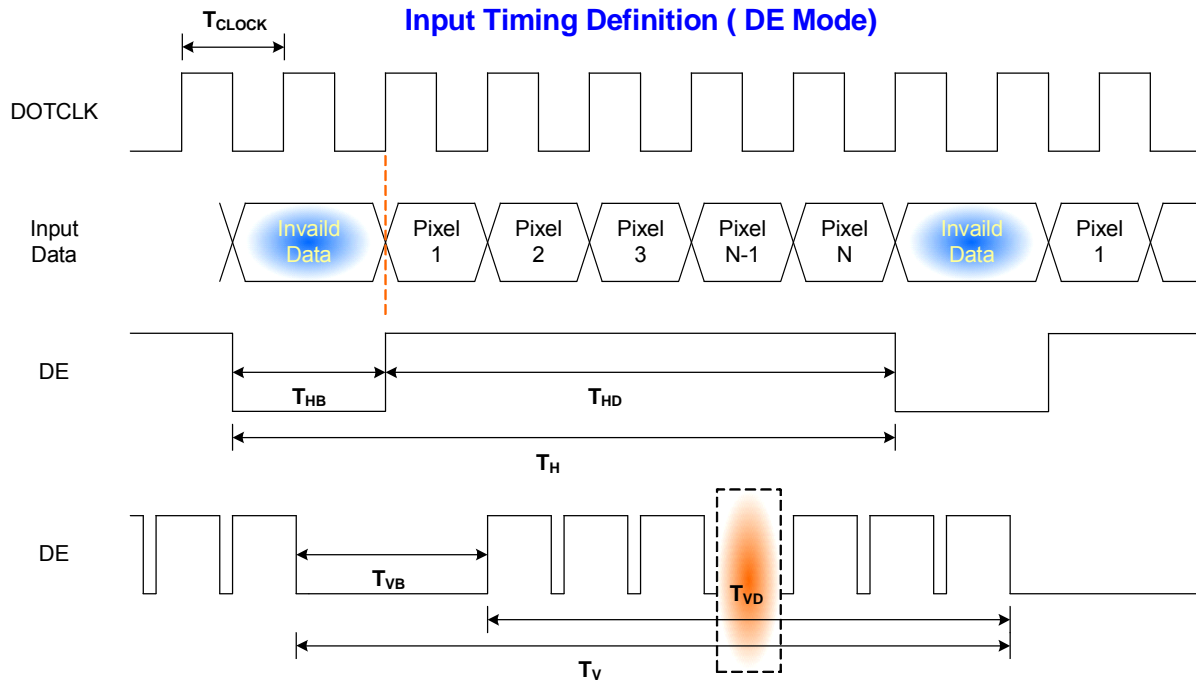 Input Timing Definition ( DE Mode)
TCLOCK
DOTCLK
Input
Data
Invaild
Data
Pixel
1
Pixel
2
Pixel
3
Pixel
N-1
Pixel
N
Invaild
Data
Pixel
1
DE
THB
THD
TH
DE
TVB
TVD
TV